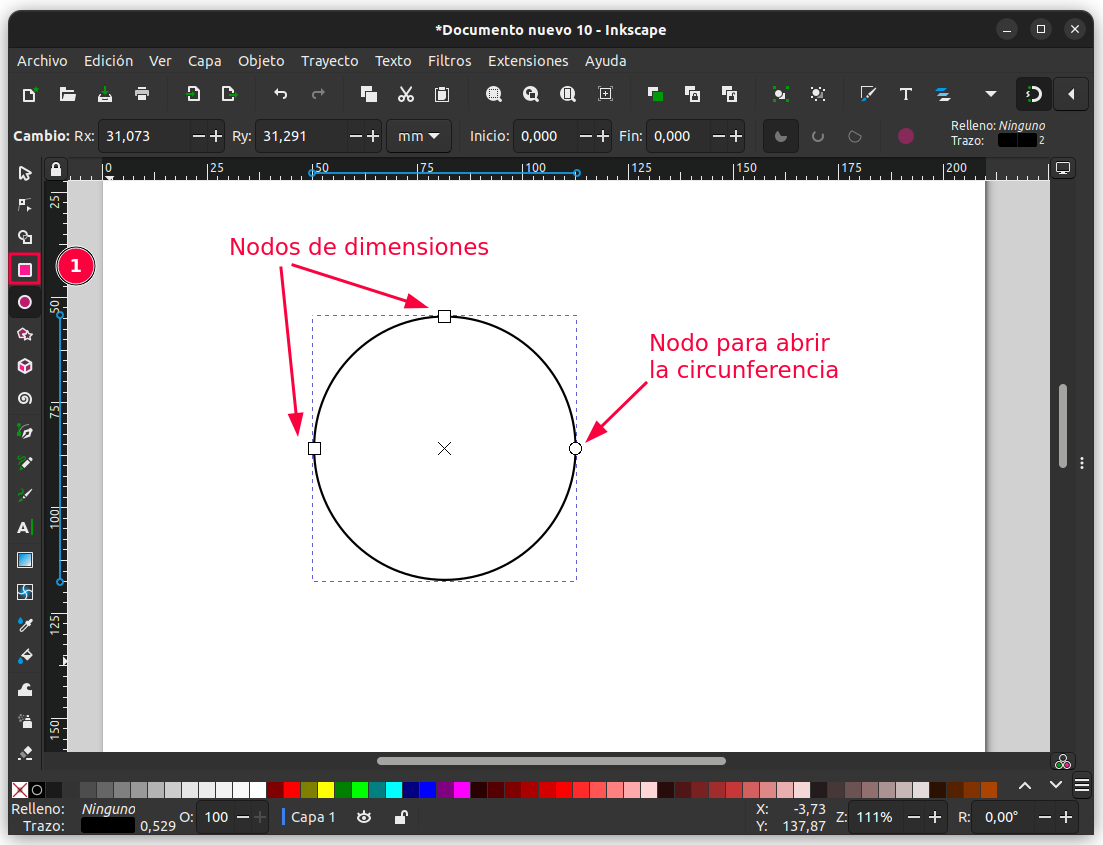 *Documento nuevo 10 - Inkscape
Archivo Edición Ver Capa Objeto Trayecto Texto Filtros Extensiones Ayuda
Cambio: Rx: 31,073 Ry: 31,291 mm Inicio: 0,000 Fin: 0,000
Relleno: Ninguno
Trazo: 2
0 25 50 75 100 125 150 175 200
25
50
75
100
125
150
1
Nodos de dimensiones
Nodo para abrir
la circunferencia
Relleno: Ninguno
Trazo: 0,529
O: 100
Capa 1
X: -3,73
Y: 137,87
Z: 111%
R: 0,00°